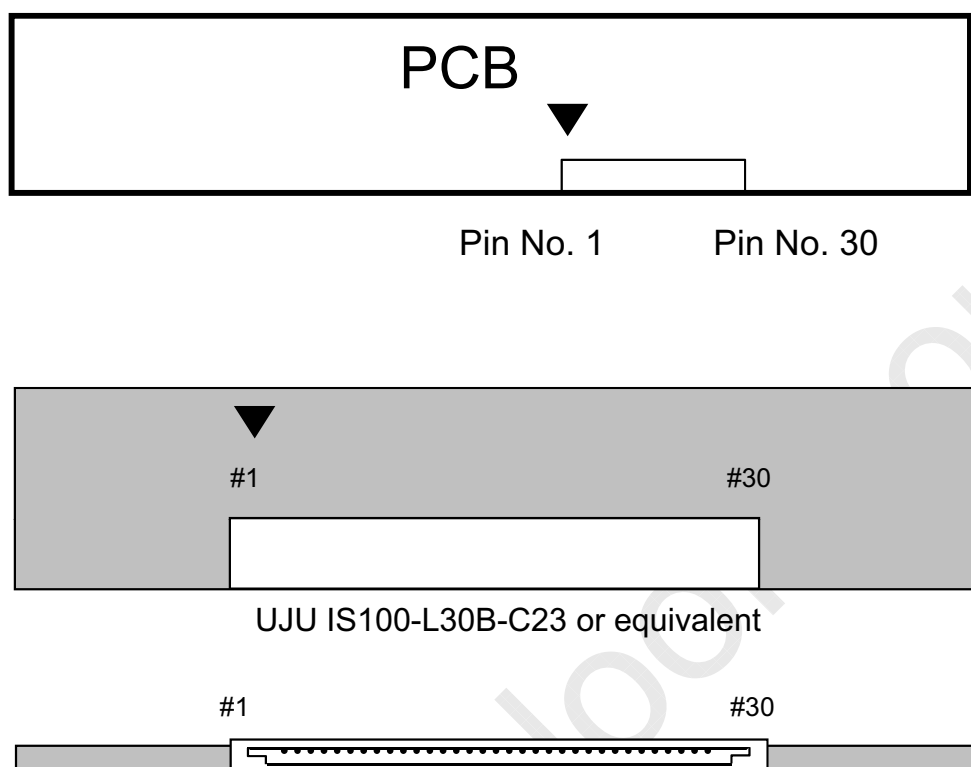 PCB
Pin No. 1 Pin No. 30
#1 #30
UJU IS100-L30B-C23 or equivalent
#1 #30